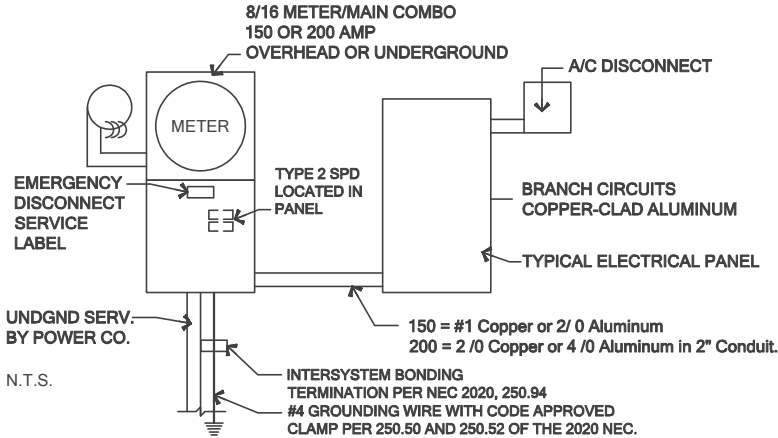 8/16 METER/MAIN COMBO
150 OR 200 AMP
OVERHEAD OR UNDERGROUND
A/C DISCONNECT
METER
EMERGENCY
DISCONNECT
SERVICE
LABEL
TYPE 2 SPD
LOCATED IN
PANEL
BRANCH CIRCUITS
COPPER-CLAD ALUMINUM
TYPICAL ELECTRICAL PANEL
UNDGND SERV.
BY POWER CO.
150 = #1 Copper or 2/ 0 Aluminum
200 = 2 /0 Copper or 4 /0 Aluminum in 2" Conduit.
N.T.S.
INTERSYSTEM BONDING
TERMINATION PER NEC 2020, 250.94
#4 GROUNDING WIRE WITH CODE APPROVED
CLAMP PER 250.50 AND 250.52 OF THE 2020 NEC.